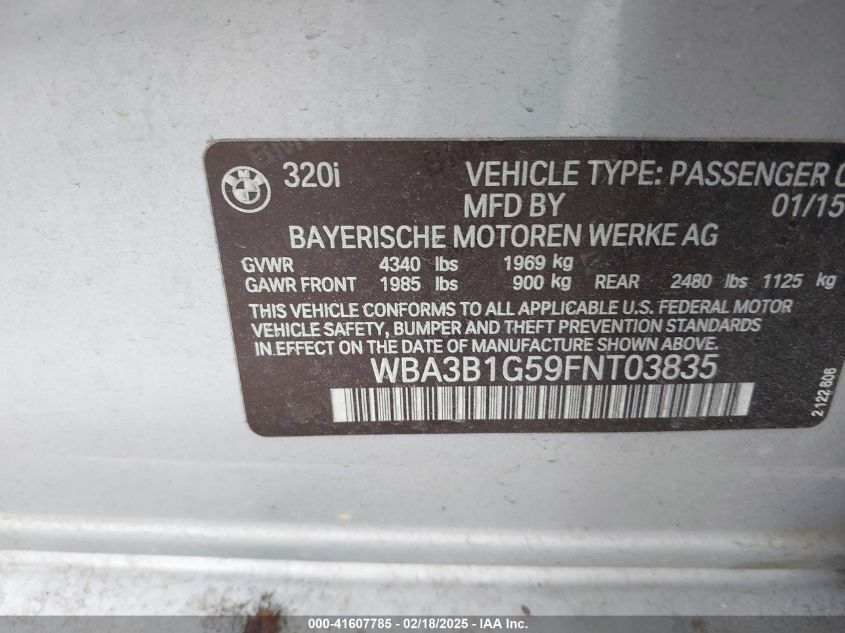 BMW 320i VEHICLE TYPE: PASSENGER
MFD BY 01/15
BAYERISCHE MOTOREN WERKE AG
GVWR 4340 lbs 1969 kg
GAWR FRONT 1985 lbs 900 kg REAR 2480 lbs 1125 kg
THIS VEHICLE CONFORMS TO ALL APPLICABLE U.S. FEDERAL MOTOR
VEHICLE SAFETY, BUMPER AND THEFT PREVENTION STANDARDS
IN EFFECT ON THE DATE OF MANUFACTURE SHOWN ABOVE.
WBA3B1G59FNT03835
2 122 606
000-41607785 - 02/18/2025 - IAA Inc.